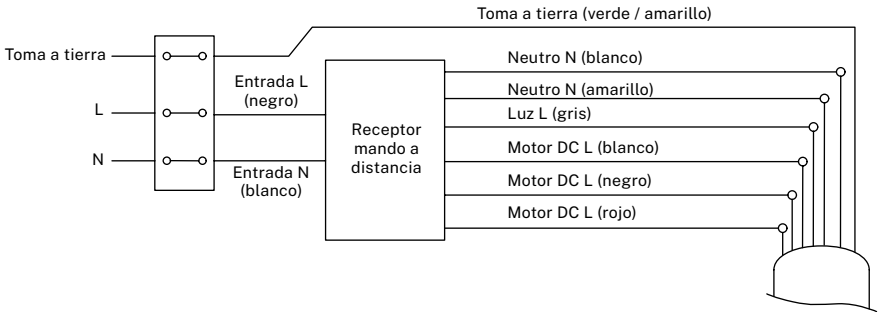 Toma a tierra (verde / amarillo)
Toma a tierra
L
N
Entrada L
(negro)
Entrada N
(blanco)
Receptor
mando a
distancia
Neutro N (blanco)
Neutro N (amarillo)
Luz L (gris)
Motor DC L (blanco)
Motor DC L (negro)
Motor DC L (rojo)